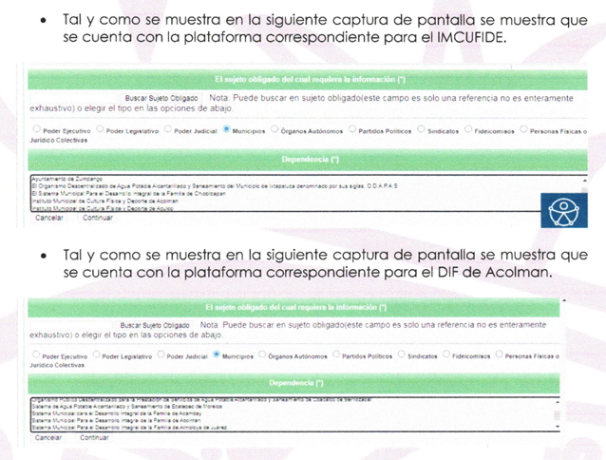 • Tal y como se muestra en la siguiente captura de pantalla se muestra que
se cuenta con la plataforma correspondiente para el IMCUFIDE.
El sujeto obligado del cual requiera la información (*)
Buscar Sujeto Obligado Nota: Puede buscar en sujeto obligado(este campo es solo una referencia no es enteramente
exhaustivo) o elegir el tipo en las opciones de abajo.
Poder Ejecutivo Poder Legislativo Poder Judicial Municipios Órganos Autónomos Partidos Políticos Sindicatos Fideicomisos Personas Físicas o
Jurídico Colectivas
Dependencia (*)
Ayuntamiento de Zumpango
El Organismo Descentralizado de Agua Potable Alcantarillado y Saneamiento del Municipio de Ixtapaluca denominado por sus siglas. O.D.A.P.A.S
El Sistema Municipal Para el Desarrollo Integral de la Familia de Chicoloapan
Instituto Municipal de Cultura Física y Deporte de Acolman
Instituto Municipal de Cultura Física y Deporte de Aculco
Cancelar Continuar
• Tal y como se muestra en la siguiente captura de pantalla se muestra que
se cuenta con la plataforma correspondiente para el DIF de Acolman.
El sujeto obligado del cual requiera la información (*)
Buscar Sujeto Obligado Nota: Puede buscar en sujeto obligado(este campo es solo una referencia no es enteramente
exhaustivo) o elegir el tipo en las opciones de abajo.
Poder Ejecutivo Poder Legislativo Poder Judicial Municipios Órganos Autónomos Partidos Políticos Sindicatos Fideicomisos Personas Físicas o
Jurídico Colectivas
Dependencia (*)
Organismo Público Descentralizado para la Prestación de Servicios de Agua Potable Alcantarillado y Saneamiento de Coacalco de Berriozabal
Sistema de Agua Potable Alcantarillado y Saneamiento de Ecatepec de Morelos
Sistema Municipal Para el Desarrollo Integral de la Familia de Acambay
Sistema Municipal Para el Desarrollo Integral de la Familia de Acolman
Sistema Municipal Para el Desarrollo Integral de la Familia de Almoloya de Juárez
Cancelar Continuar